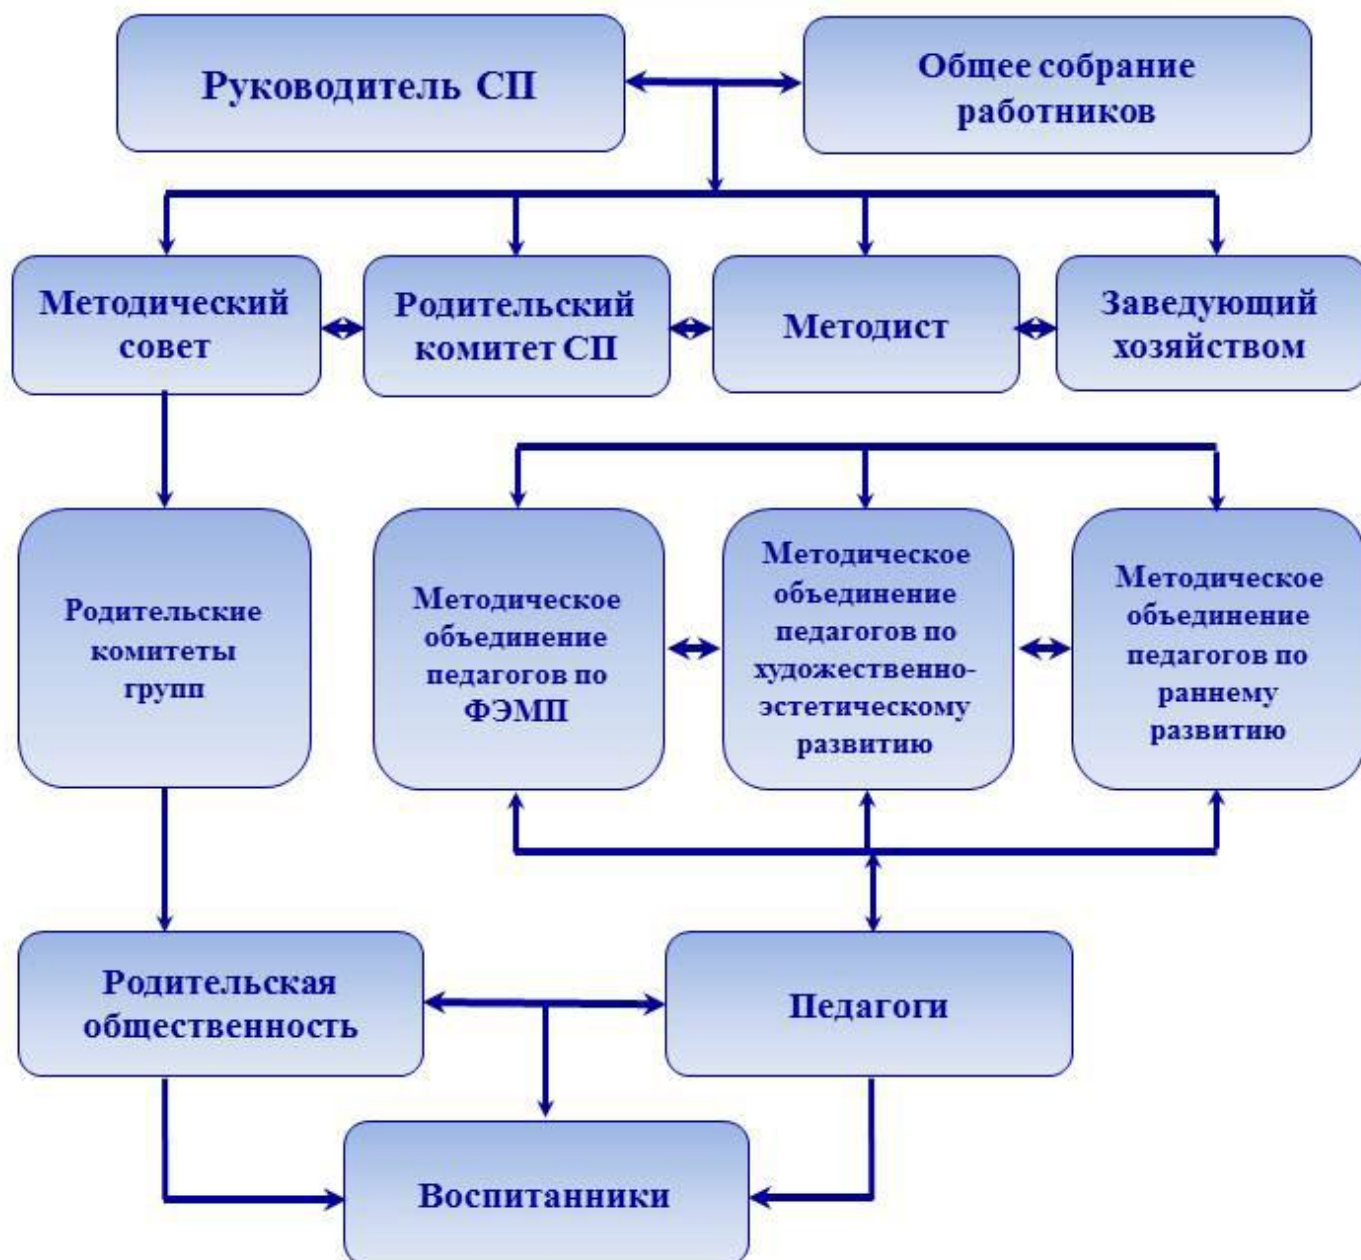 Руководитель СП
Общее собрание
работников
Методический
совет
Родительский
комитет СП
Методист
Заведующий
хозяйством
Родительские
комитеты
групп
Методическое
объединение
педагогов по
ФЭМП
Методическое
объединение
педагогов по
художественно-
эстетическому
развитию
Методическое
объединение
педагогов по
раннему
развитию
Родительская
общественность
Педагоги
Воспитанники